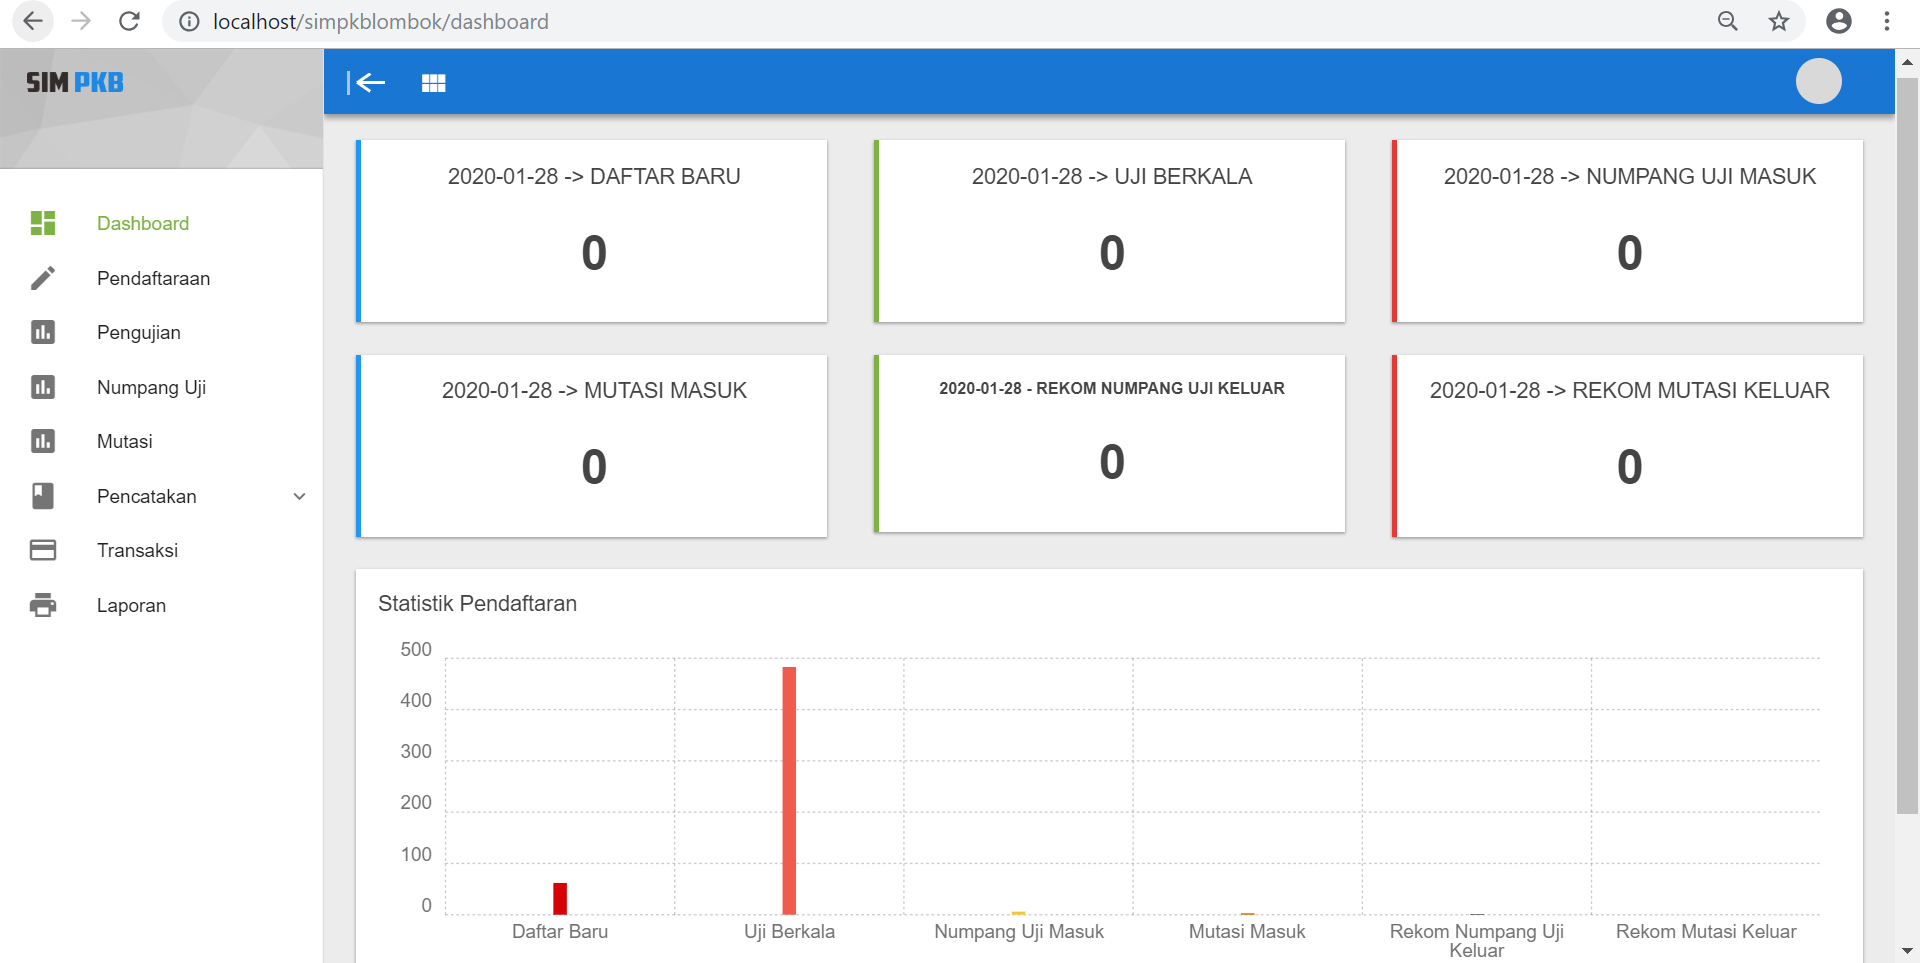 localhost/simpkblombok/dashboard
SIM PKB
Dashboard
Pendaftaraan
Pengujian
Numpang Uji
Mutasi
Pencatakan
Transaksi
Laporan
2020-01-28 -> DAFTAR BARU
0
2020-01-28 -> UJI BERKALA
0
2020-01-28 -> NUMPANG UJI MASUK
0
2020-01-28 -> MUTASI MASUK
0
2020-01-28 - REKOM NUMPANG UJI KELUAR
0
2020-01-28 -> REKOM MUTASI KELUAR
0
Statistik Pendaftaran
500
400
300
200
100
0
Daftar Baru
Uji Berkala
Numpang Uji Masuk
Mutasi Masuk
Rekom Numpang Uji
Keluar
Rekom Mutasi Keluar